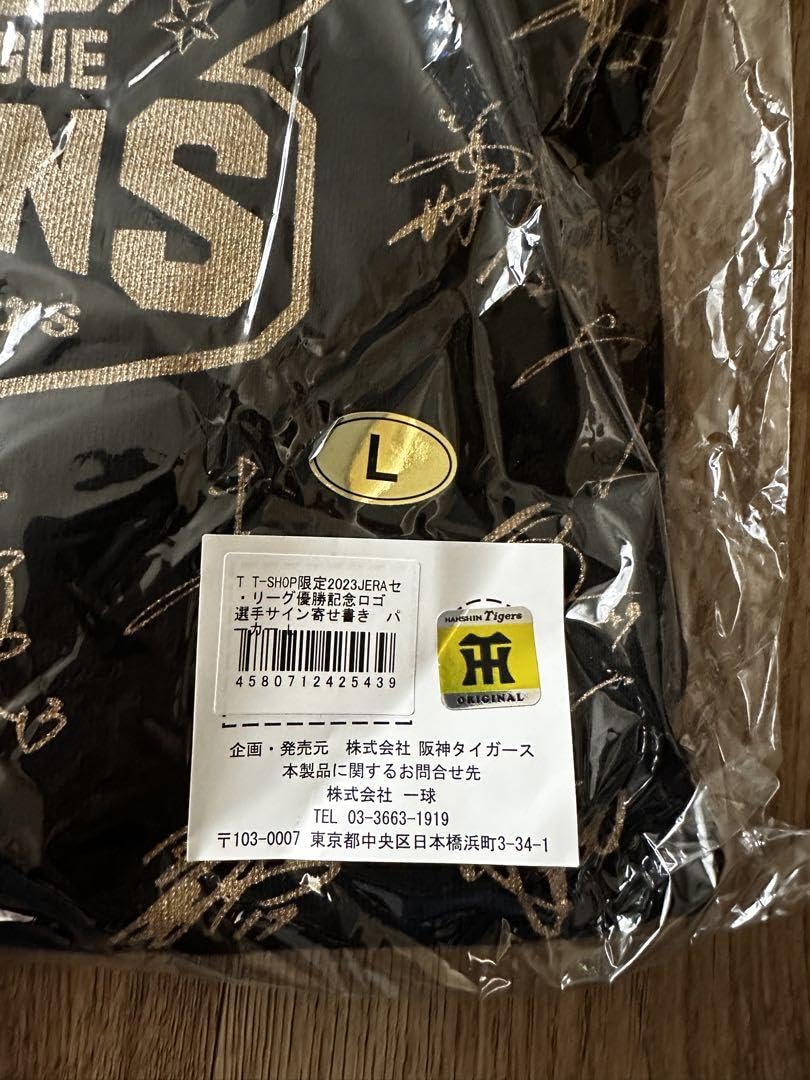 GUE
NS
L
T T-SHOP限定2023JERAセ
・リーグ優勝記念ロゴ
選手サイン寄せ書き パ
ーカー L
4580712425439
HANSHIN Tigers
TH
ORIGINAL
企画・発売元 株式会社 阪神タイガース
本製品に関するお問合せ先
株式会社 一球
TEL 03-3663-1919
〒103-0007 東京都中央区日本橋浜町3-34-1